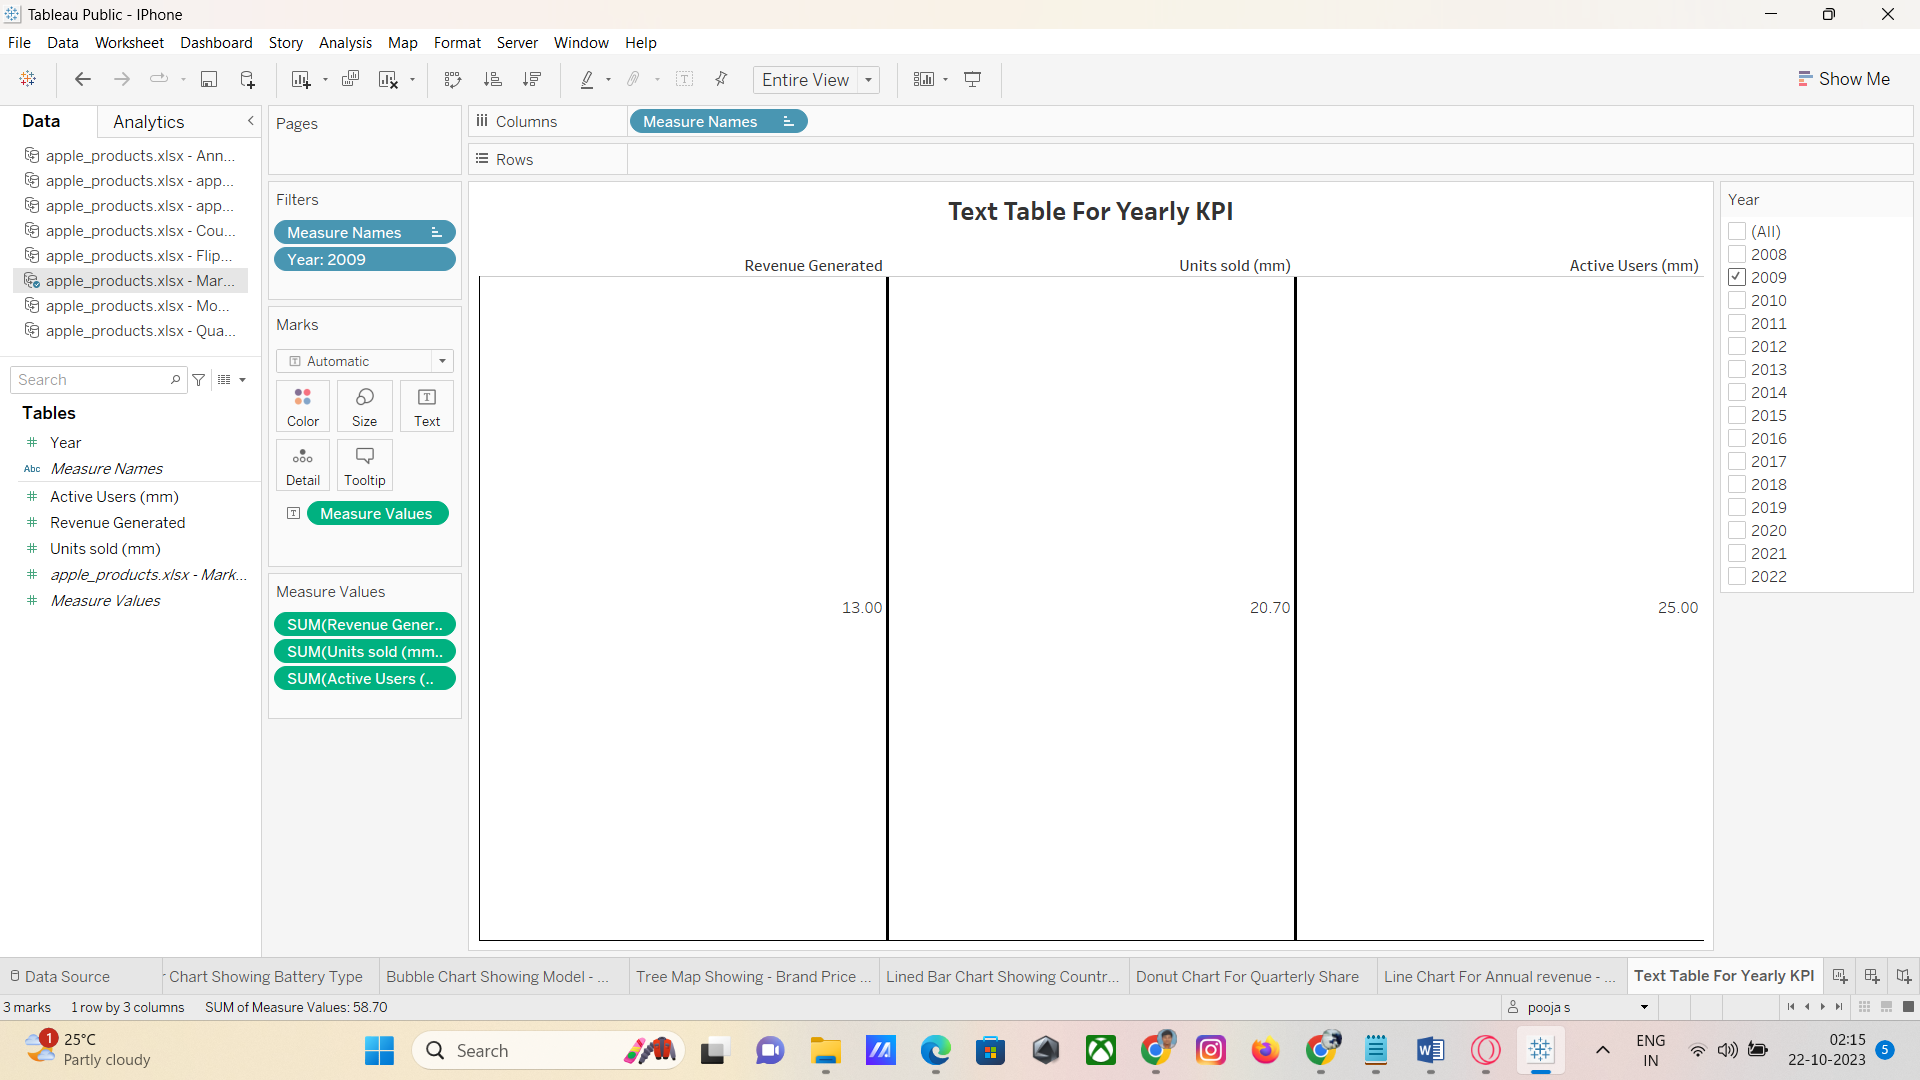 Tableau Public - IPhone
File Data Worksheet Dashboard Story Analysis Map Format Server Window Help
Entire View
Show Me
Data Analytics
apple_products.xlsx - Ann...
apple_products.xlsx - app...
apple_products.xlsx - app...
apple_products.xlsx - Cou...
apple_products.xlsx - Flip...
apple_products.xlsx - Mar...
apple_products.xlsx - Mo...
apple_products.xlsx - Qua...
Search
Tables
Year
Abc Measure Names
Active Users (mm)
Revenue Generated
Units sold (mm)
apple_products.xlsx - Mark...
Measure Values
Pages
Filters
Measure Names
Year: 2009
Marks
T Automatic
Color Size T Text
Detail Tooltip
T Measure Values
Measure Values
SUM(Revenue Gener..
SUM(Units sold (mm..
SUM(Active Users (..
Columns Measure Names
Rows
Text Table For Yearly KPI
Revenue Generated Units sold (mm) Active Users (mm)
13.00 20.70 25.00
Year
(All)
2008
2009
2010
2011
2012
2013
2014
2015
2016
2017
2018
2019
2020
2021
2022
Data Source
Chart Showing Battery Type
Bubble Chart Showing Model - ...
Tree Map Showing - Brand Price ...
Lined Bar Chart Showing Countr...
Donut Chart For Quarterly Share
Line Chart For Annual revenue - ...
Text Table For Yearly KPI
3 marks 1 row by 3 columns SUM of Measure Values: 58.70
pooja s
1
25°C
Partly cloudy
Search
ENG
IN
02:15
22-10-2023
5